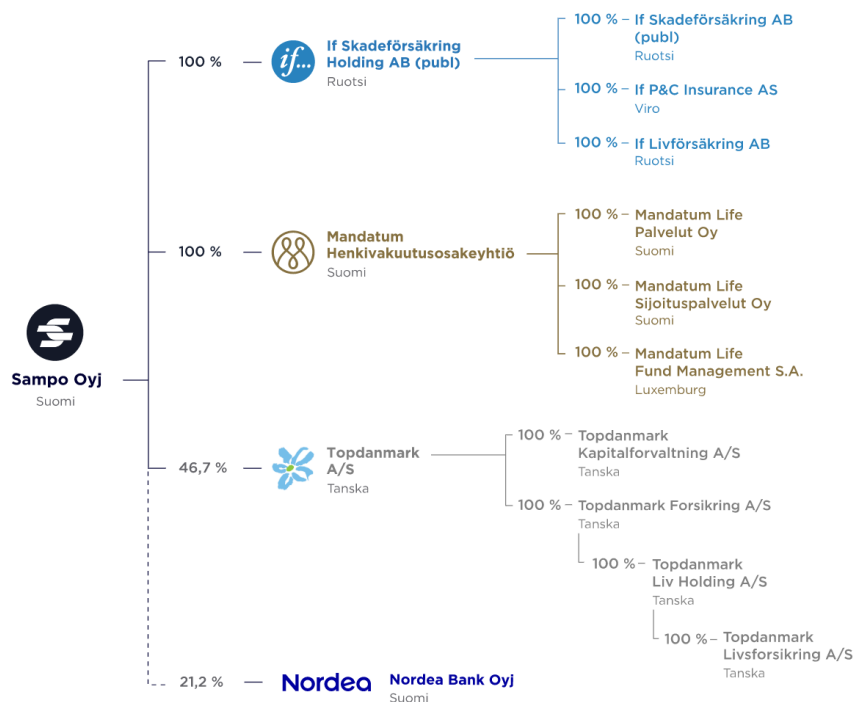 Sampo Oyj
Suomi
100 %
if...
If Skadeförsäkring
Holding AB (publ)
Ruotsi
100 % – If Skadeförsäkring AB
(publ)
Ruotsi
100 % – If P&C Insurance AS
Viro
100 % – If Livförsäkring AB
Ruotsi
100 %
Mandatum
Henkivakuutusosakeyhtiö
Suomi
100 % – Mandatum Life
Palvelut Oy
Suomi
100 % – Mandatum Life
Sijoituspalvelut Oy
Suomi
100 % – Mandatum Life
Fund Management S.A.
Luxemburg
46,7 %
Topdanmark
A/S
Tanska
100 % – Topdanmark
Kapitalforvaltning A/S
Tanska
100 % – Topdanmark Forsikring A/S
Tanska
100 % – Topdanmark
Liv Holding A/S
Tanska
100 % – Topdanmark
Livsforsikring A/S
Tanska
21,2 %
Nordea
Nordea Bank Oyj
Suomi